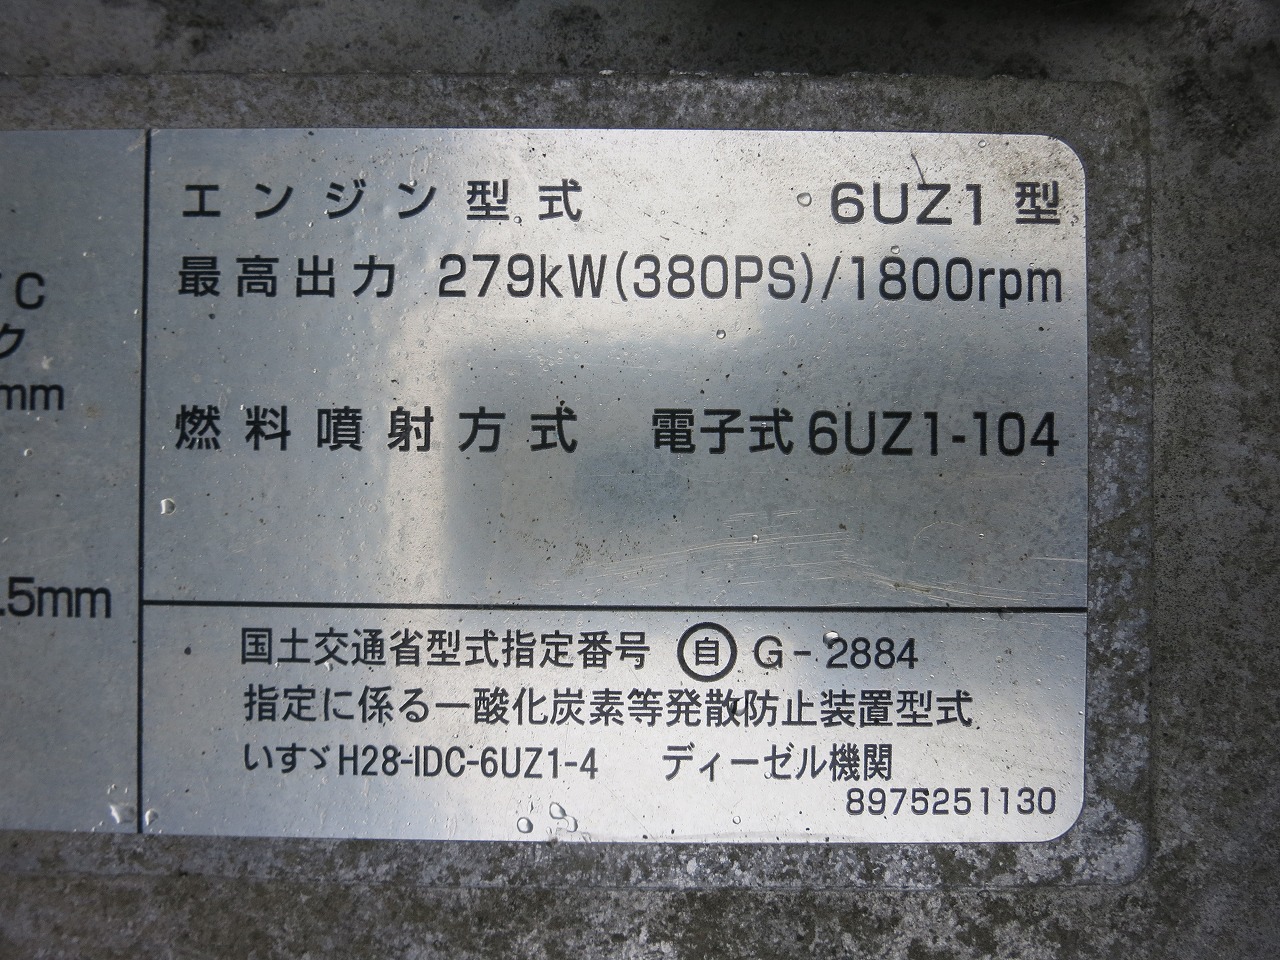 C
ク
mm
.5mm
エンジン型式 6UZ1型
最高出力 279kW(380PS)/1800rpm
燃料噴射方式 電子式6UZ1-104
国土交通省型式指定番号 ㊀自 G-2884
指定に係る一酸化炭素等発散防止装置型式
いすゞH28-IDC-6UZ1-4 ディーゼル機関
8975251130